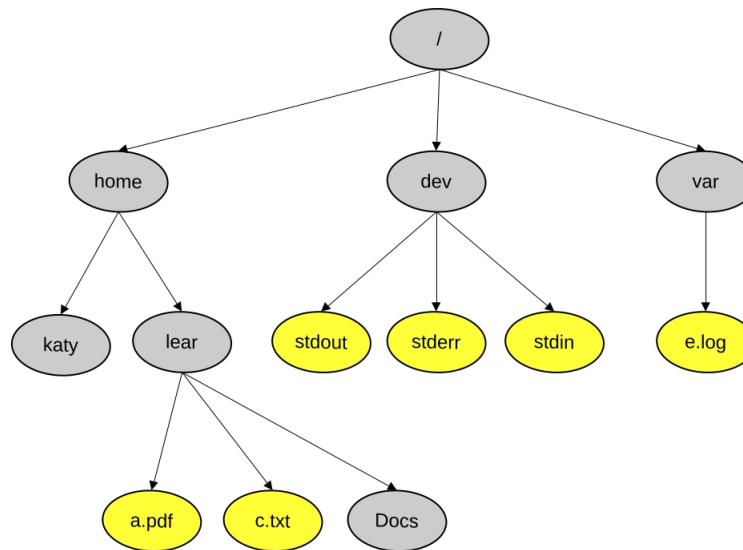 /
home
dev
var
katy
lear
stdout
stderr
stdin
e.log
a.pdf
c.txt
Docs